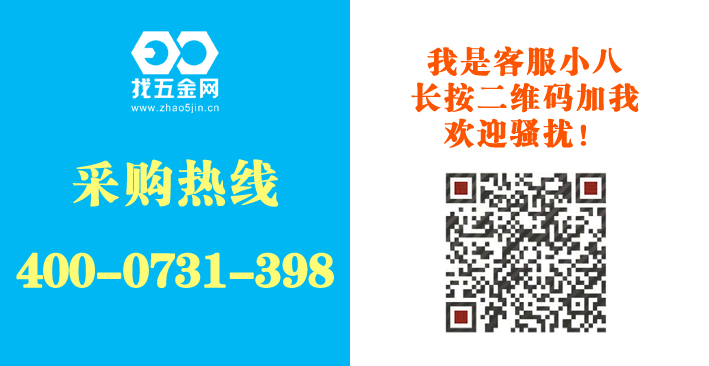 找五金网
www.zhao5jin.cn
采购热线
400-0731-398
我是客服小八
长按二维码加我
欢迎骚扰!